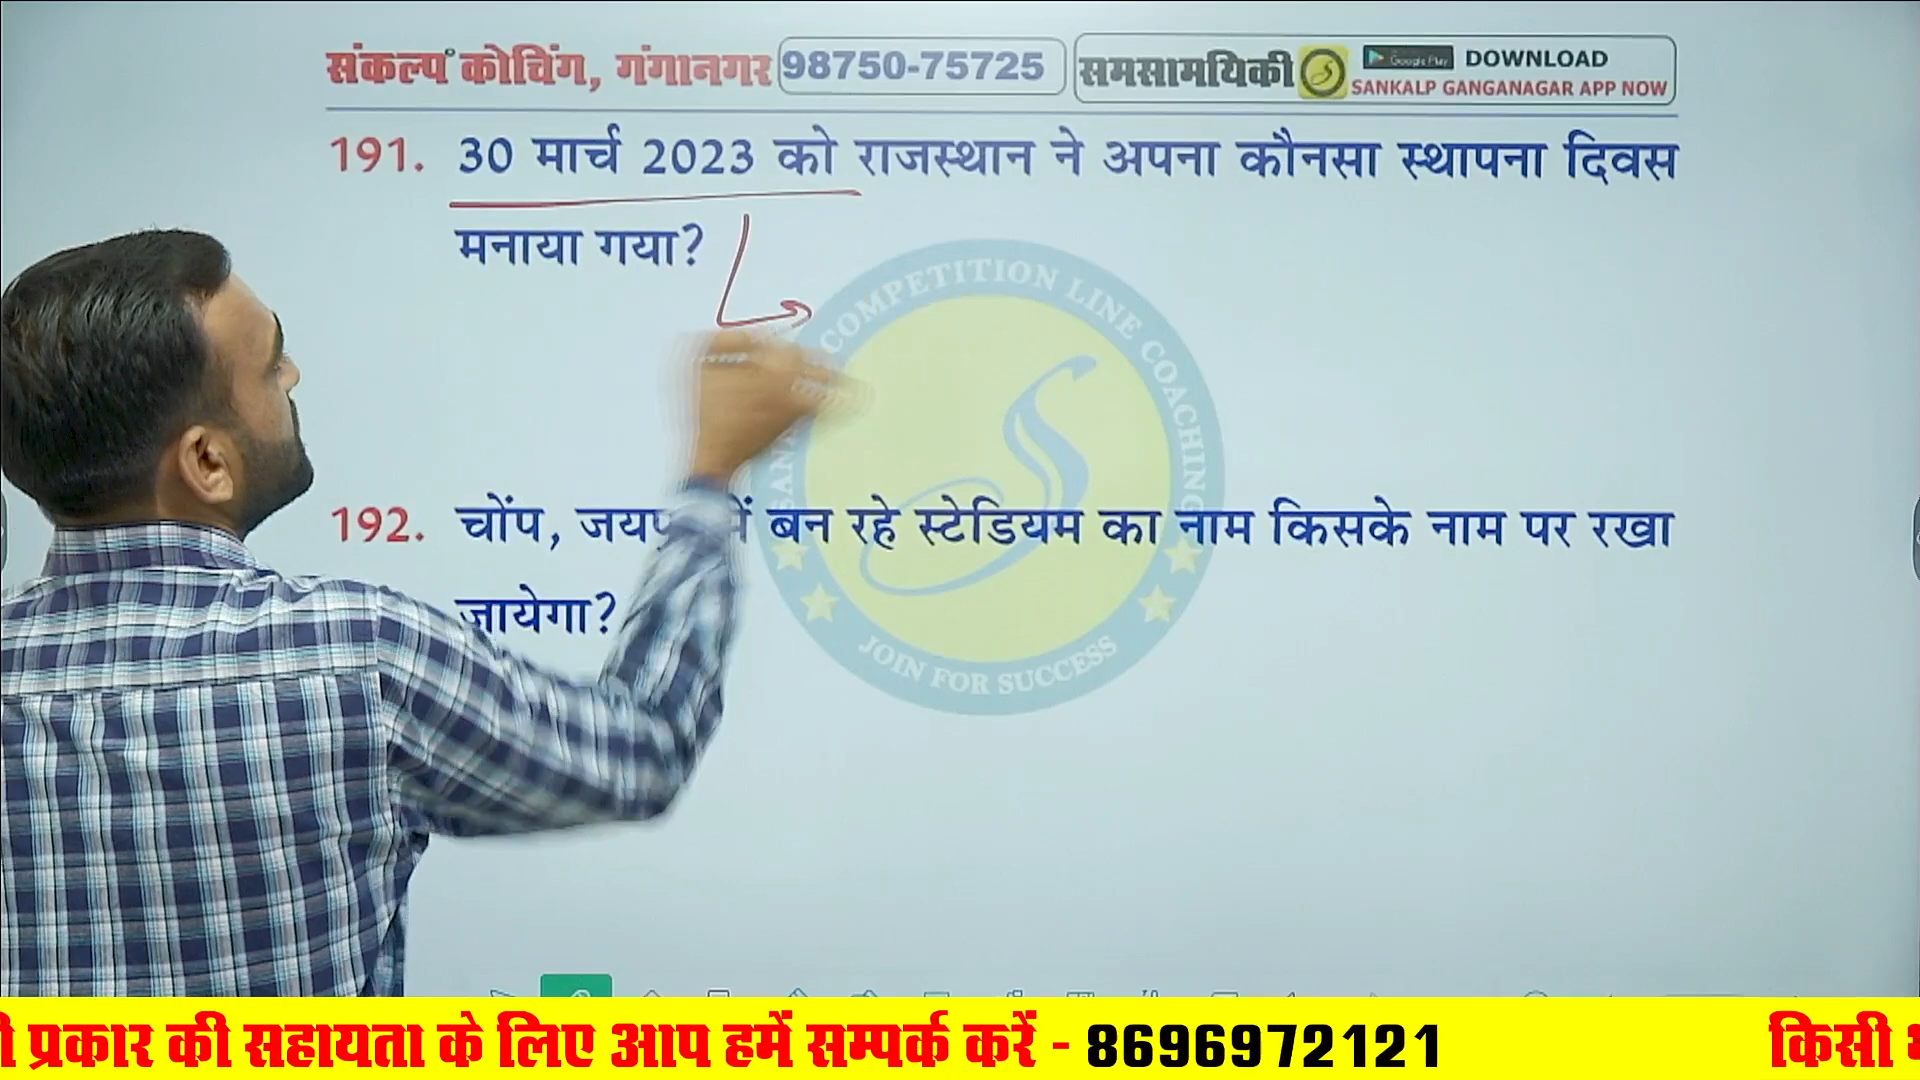 संकल्प कोचिंग, गंगानगर 98750-75725 समसामयिकी Google Play DOWNLOAD
SANKALP GANGANAGAR APP NOW
191. 30 मार्च 2023 को राजस्थान ने अपना कौनसा स्थापना दिवस
मनाया गया?
COMPETITION LINE COACHING
192. चोंप, बन रहे स्टेडियम का नाम किसके नाम पर रखा
जायेगा?
JOIN FOR SUCCESS
प्रकार की सहायता के लिए आप हमें सम्पर्क करें - 8696972121 किसी